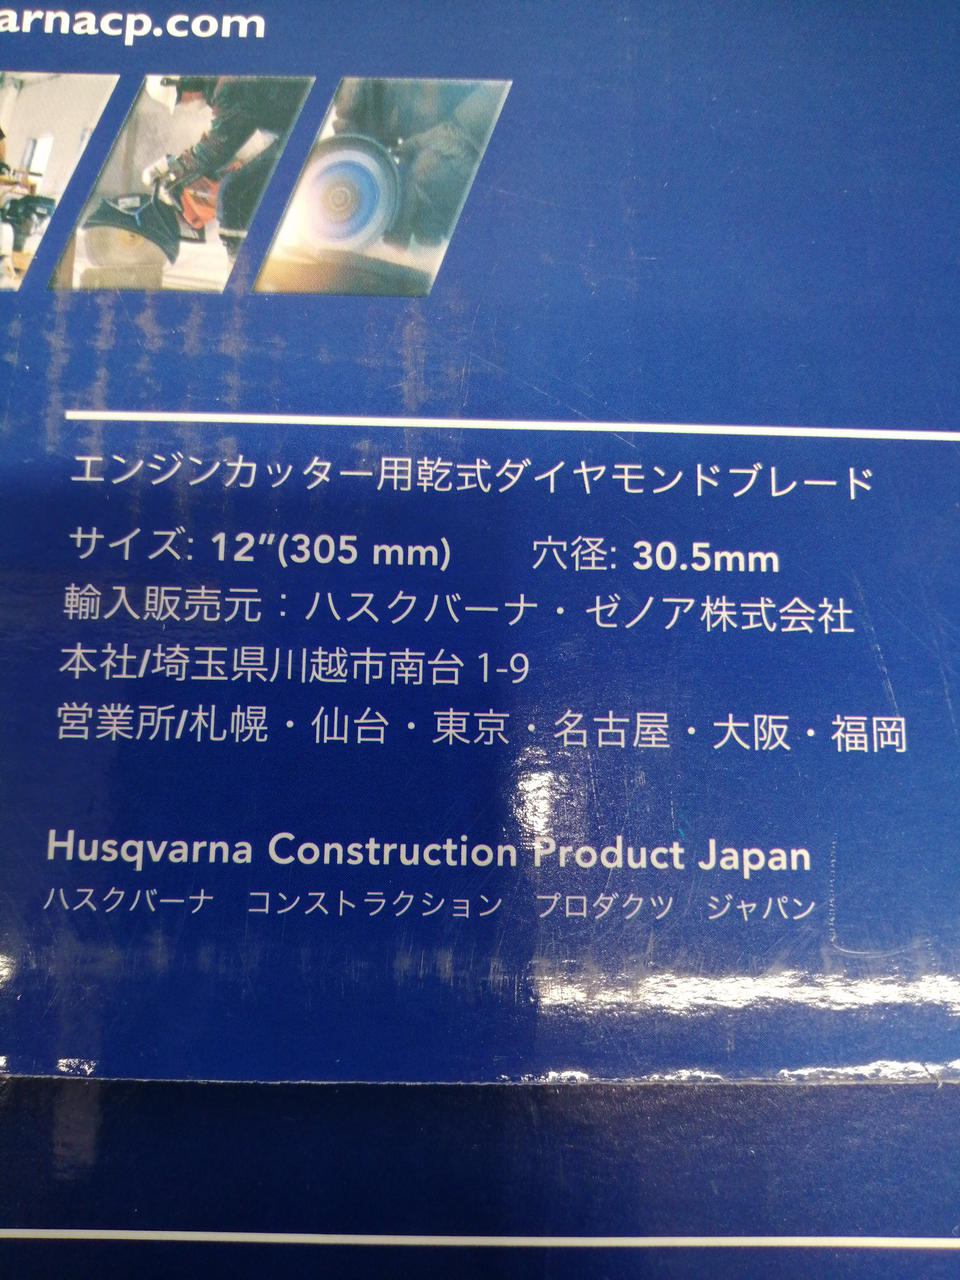 arnacp.com
エンジンカッター用乾式ダイヤモンドブレード
サイズ: 12”(305 mm) 穴径: 30.5mm
輸入販売元：ハスクバーナ・ゼノア株式会社
本社/埼玉県川越市南台 1-9
営業所/札幌・仙台・東京・名古屋・大阪・福岡
Husqvarna Construction Product Japan
ハスクバーナ コンストラクション プロダクツ ジャパン